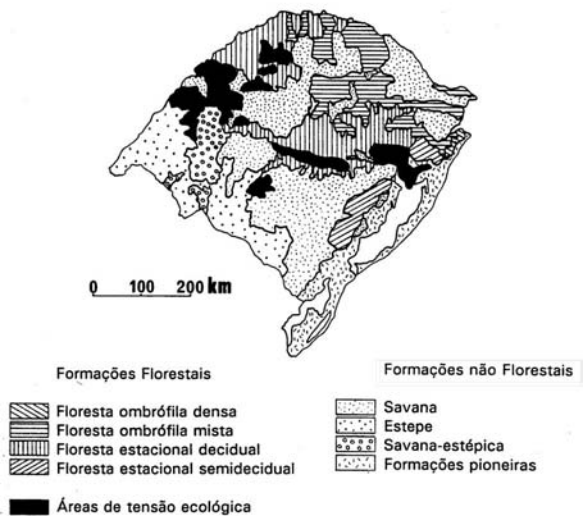 0 100 200 km
Formações Florestais
Floresta ombrófila densa
Floresta ombrófila mista
Floresta estacional decidual
Floresta estacional semidecidual
Áreas de tensão ecológica
Formações não Florestais
Savana
Estepe
Savana-estépica
Formações pioneiras